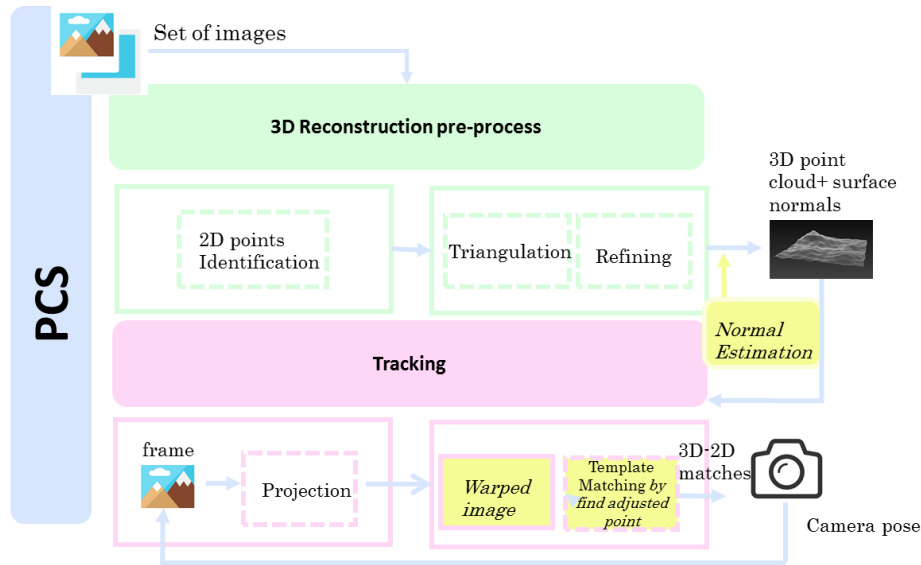 PCS
Set of images
3D Reconstruction pre-process
2D points
Identification
Triangulation
Refining
3D point
cloud+ surface
normals
Normal
Estimation
Tracking
frame
Projection
Warped
image
Template
Matching by
find adjusted
point
3D-2D
matches
Camera pose